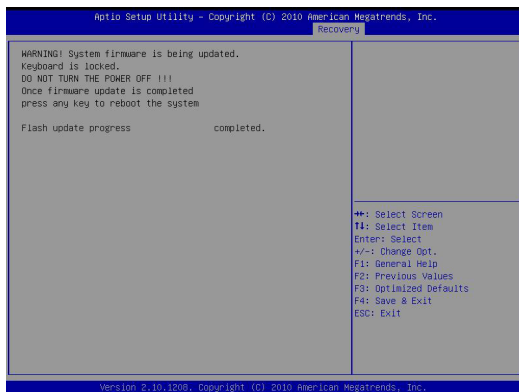 Aptio Setup Utility – Copyright (C) 2010 American Megatrends, Inc.
Recovery
WARNING! System firmware is being updated.
Keyboard is locked.
DO NOT TURN THE POWER OFF !!!
Once firmware update is completed
press any key to reboot the system
Flash update progress completed.
→←: Select Screen
↑↓: Select Item
Enter: Select
+/-: Change Opt.
F1: General Help
F2: Previous Values
F3: Optimized Defaults
F4: Save & Exit
ESC: Exit
Version 2.10.1208. Copyright (C) 2010 American Megatrends, Inc.